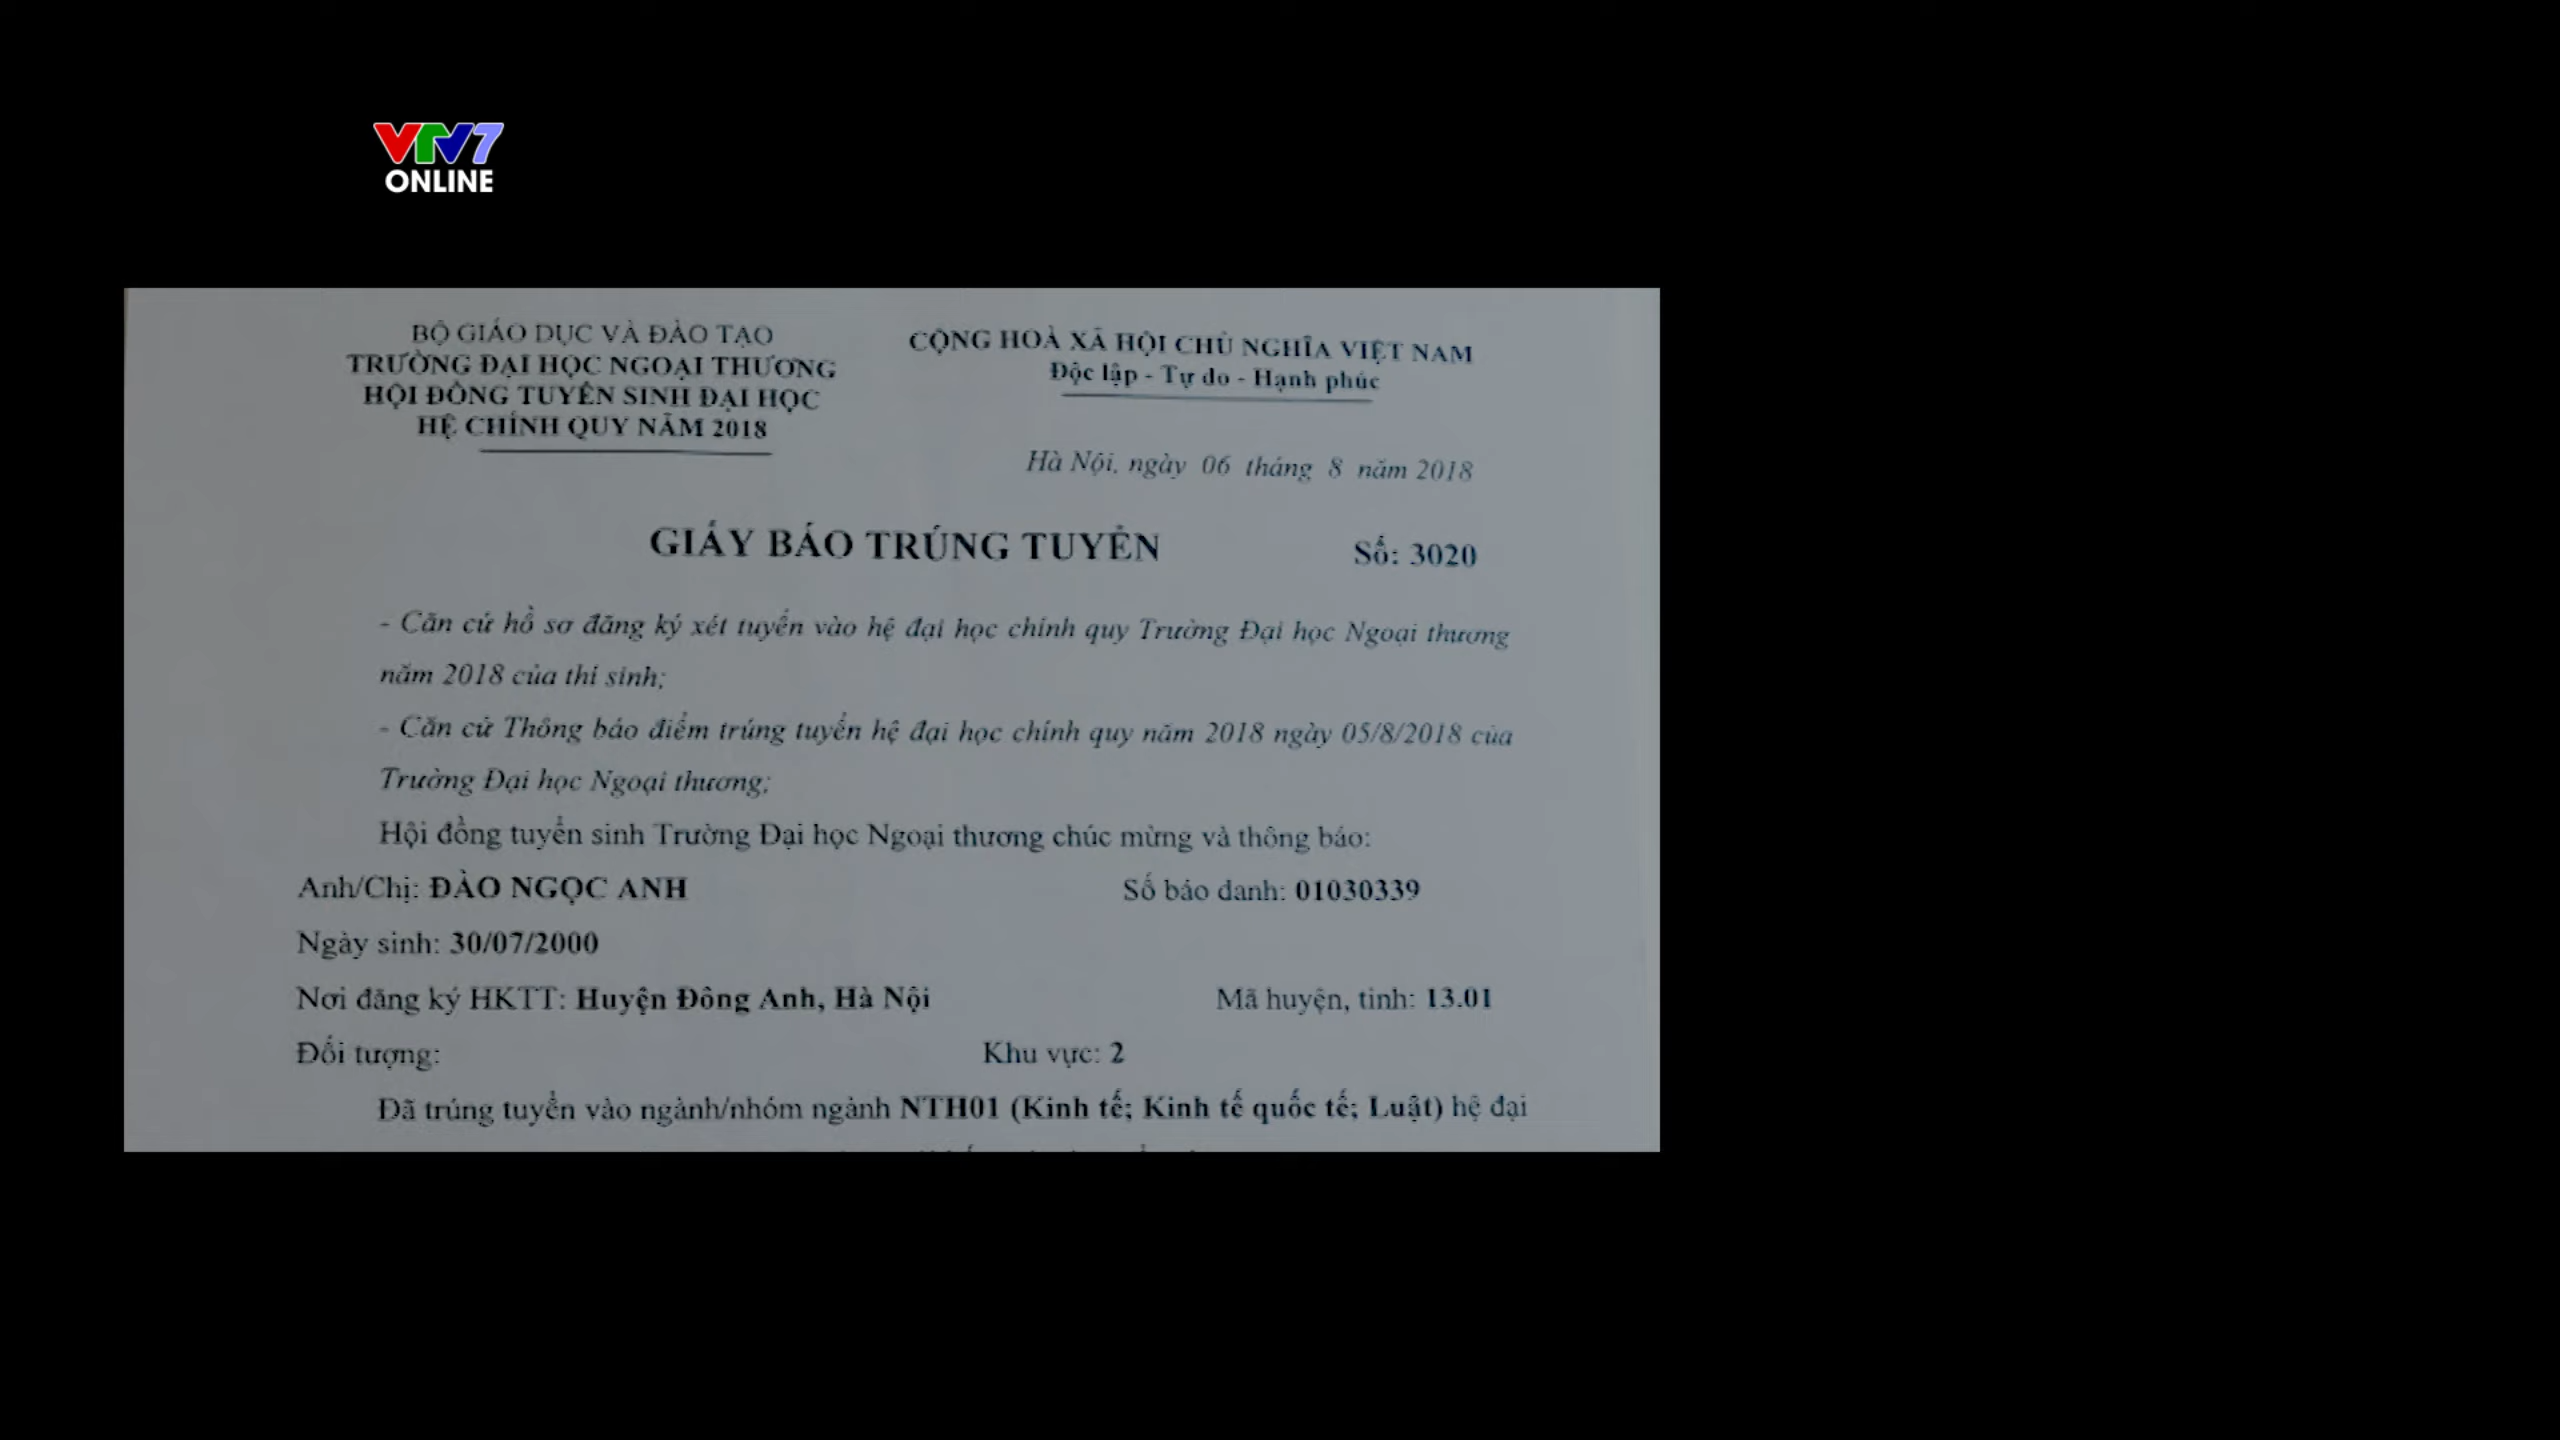 VTV7
ONLINE
BỘ GIÁO DỤC VÀ ĐÀO TẠO
TRƯỜNG ĐẠI HỌC NGOẠI THƯƠNG
HỘI ĐỒNG TUYỂN SINH ĐẠI HỌC
HỆ CHÍNH QUY NĂM 2018
CỘNG HOÀ XÃ HỘI CHỦ NGHĨA VIỆT NAM
Độc lập - Tự do - Hạnh phúc
Hà Nội, ngày 06 tháng 8 năm 2018
GIẤY BÁO TRÚNG TUYỂN Số: 3020
- Căn cứ hồ sơ đăng ký xét tuyển vào hệ đại học chính quy Trường Đại học Ngoại thương
năm 2018 của thí sinh;
- Căn cứ Thông báo điểm trúng tuyển hệ đại học chính quy năm 2018 ngày 05/8/2018 của
Trường Đại học Ngoại thương;
Hội đồng tuyển sinh Trường Đại học Ngoại thương chúc mừng và thông báo:
Anh/Chị: ĐÀO NGỌC ANH Số báo danh: 01030339
Ngày sinh: 30/07/2000
Nơi đăng ký HKTT: Huyện Đông Anh, Hà Nội Mã huyện, tỉnh: 13.01
Đối tượng: Khu vực: 2
Đã trúng tuyển vào ngành/nhóm ngành NTH01 (Kinh tế; Kinh tế quốc tế; Luật) hệ đại